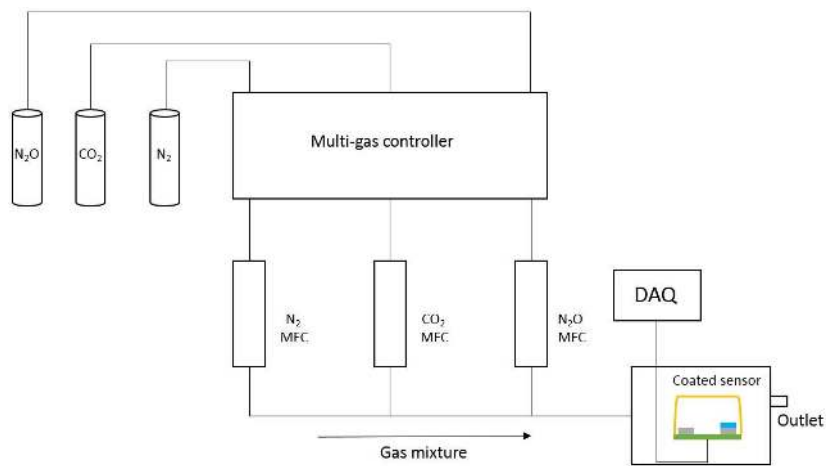 N₂O
CO₂
N₂
Multi-gas controller
N₂
MFC
CO₂
MFC
N₂O
MFC
DAQ
Coated sensor
Outlet
Gas mixture